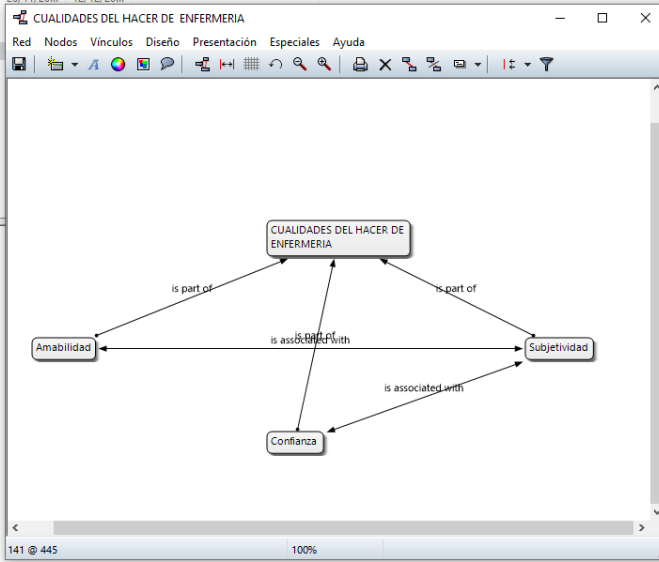 CUALIDADES DEL HACER DE  ENFERMERIA
Red Nodos Vínculos Diseño Presentación Especiales Ayuda
CUALIDADES DEL HACER DE
ENFERMERIA
is part of
is part of
is part of
is associated with
Amabilidad
Subjetividad
is associated with
Confianza
141 @ 445
100%